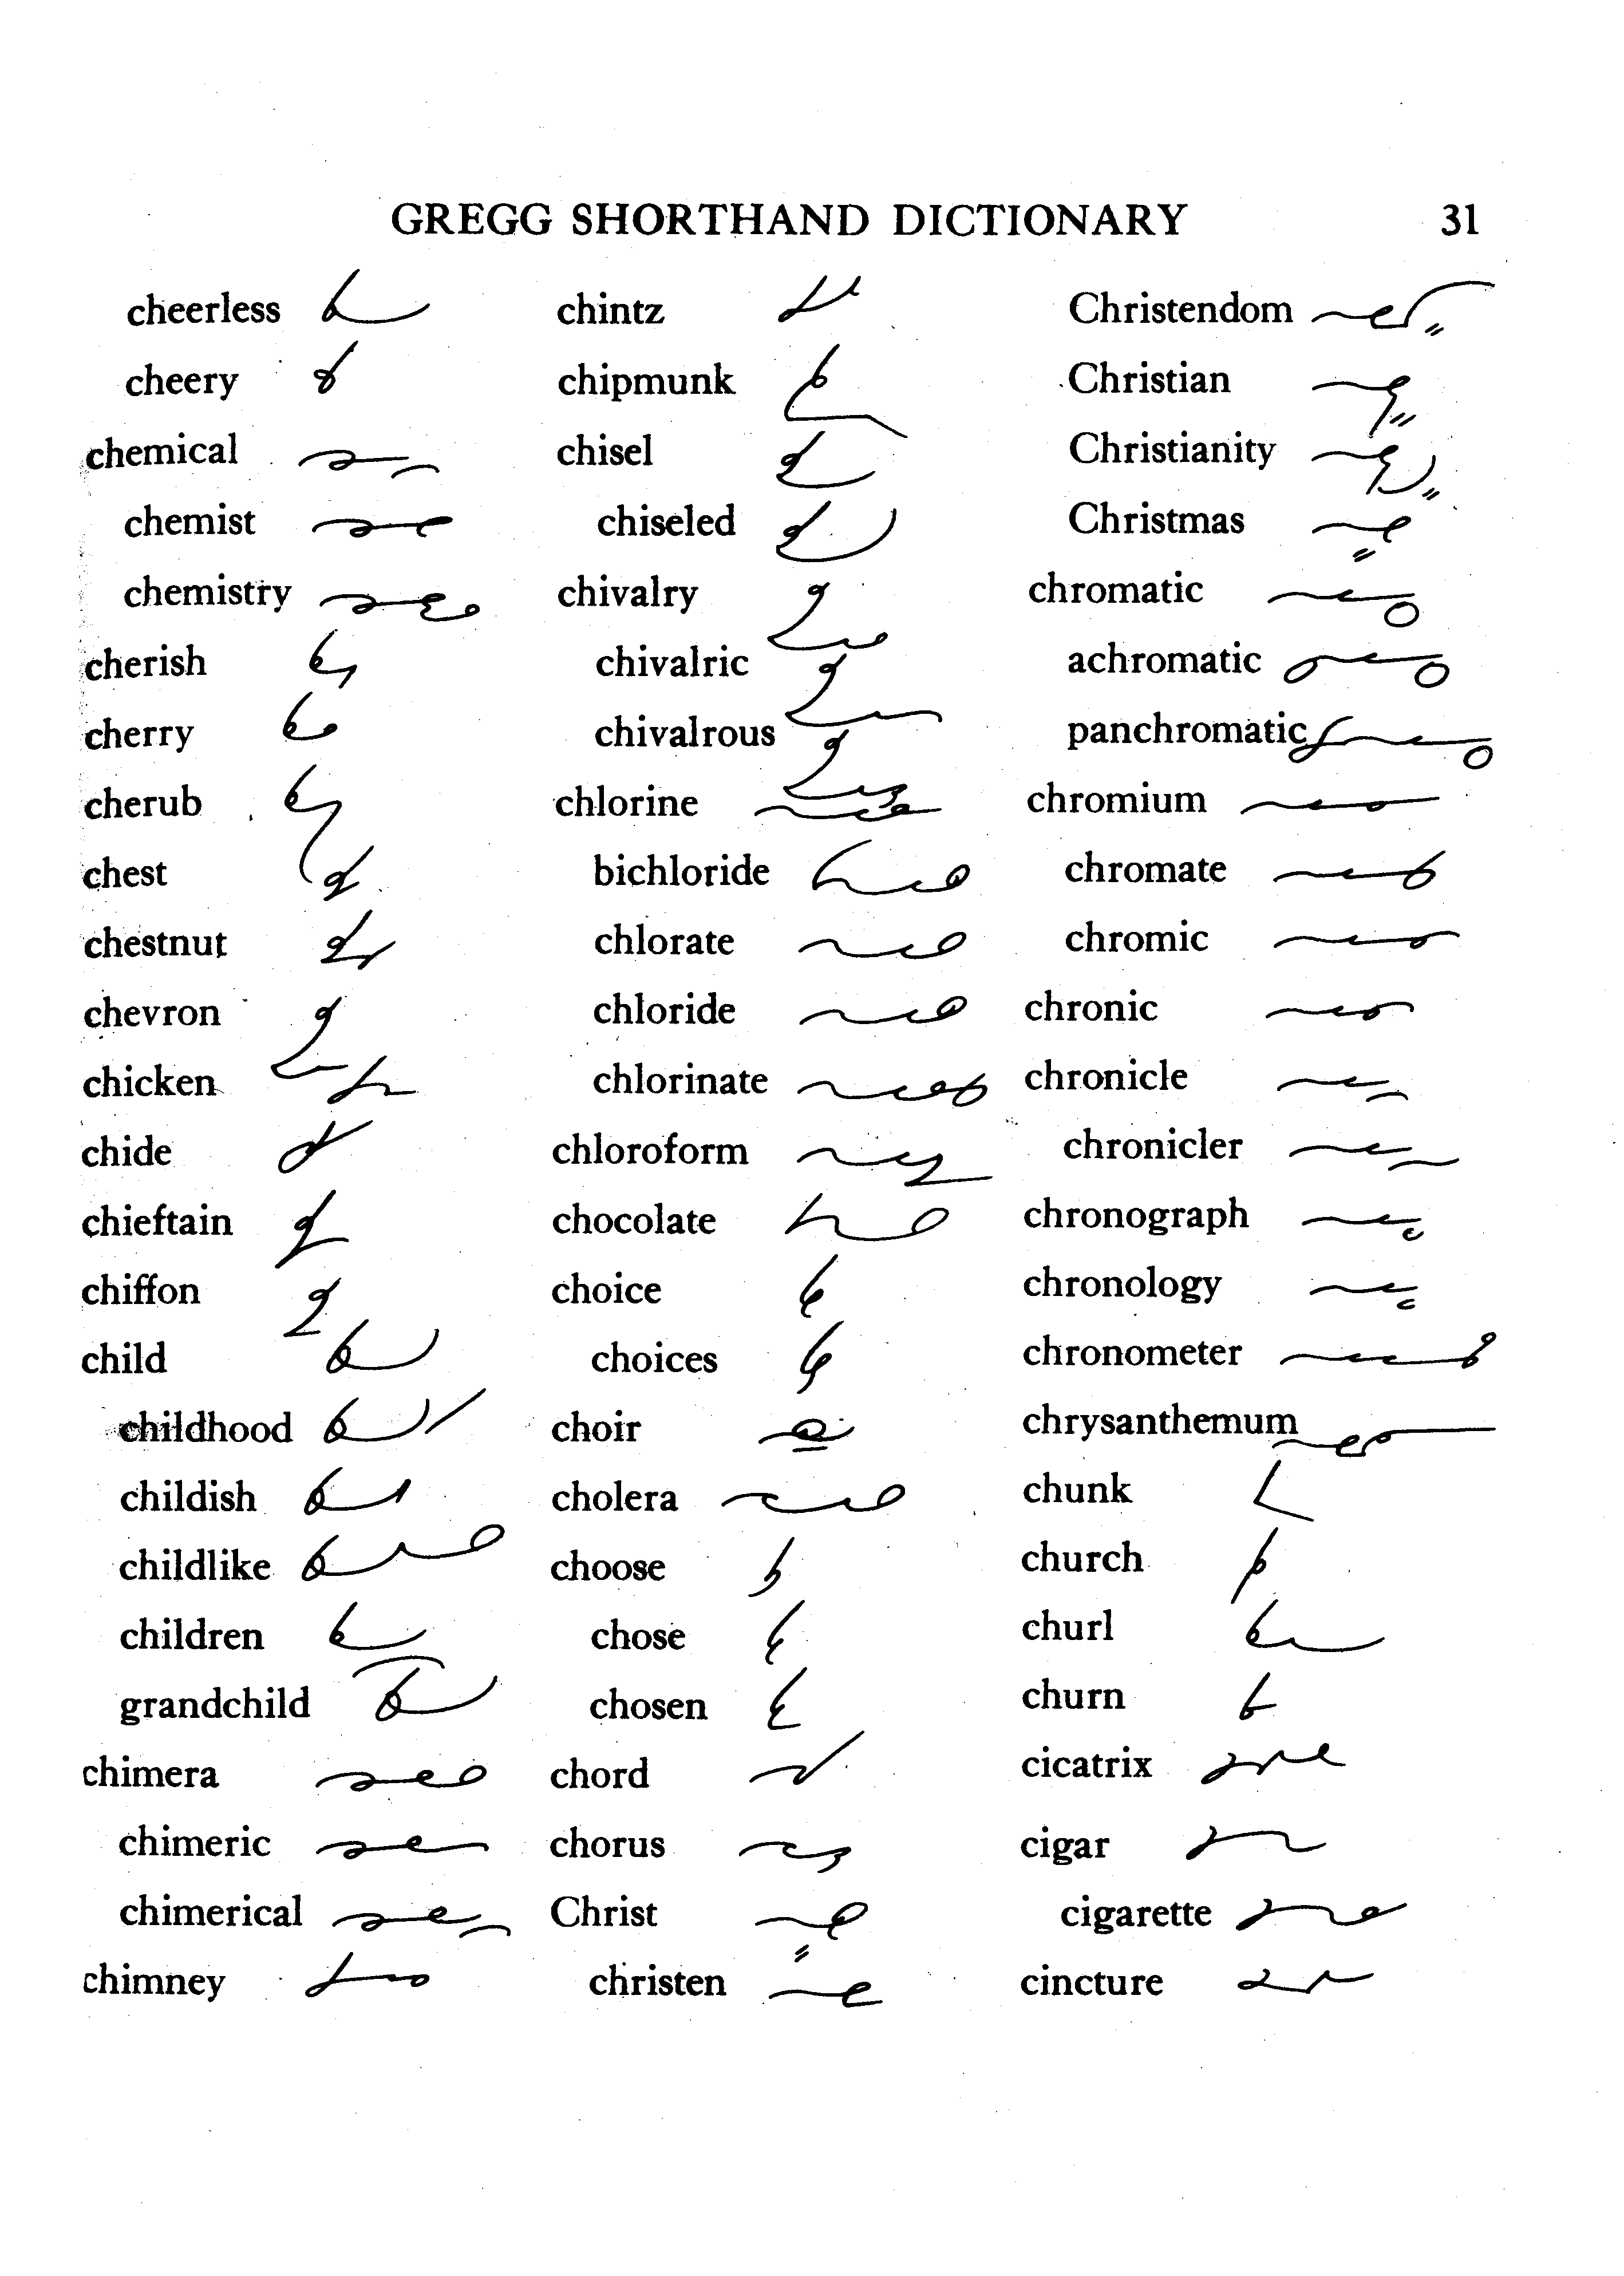 GREGG SHORTHAND DICTIONARY 31
cheerless
cheery
chemical
chemist
chemistry
cherish
cherry
cherub
chest
chestnut
chevron
chicken
chide
chieftain
chiffon
child
childhood
childish
childlike
children
grandchild
chimera
chimeric
chimerical
chimney
chintz
chipmunk
chisel
chiseled
chivalry
chivalric
chivalrous
chlorine
bichloride
chlorate
chloride
chlorinate
chloroform
chocolate
choice
choices
choir
cholera
choose
chose
chosen
chord
chorus
Christ
christen
Christendom
Christian
Christianity
Christmas
chromatic
achromatic
panchromatic
chromium
chromate
chromic
chronic
chronicle
chronicler
chronograph
chronology
chronometer
chrysanthemum
chunk
church
churl
churn
cicatrix
cigar
cigarette
cincture